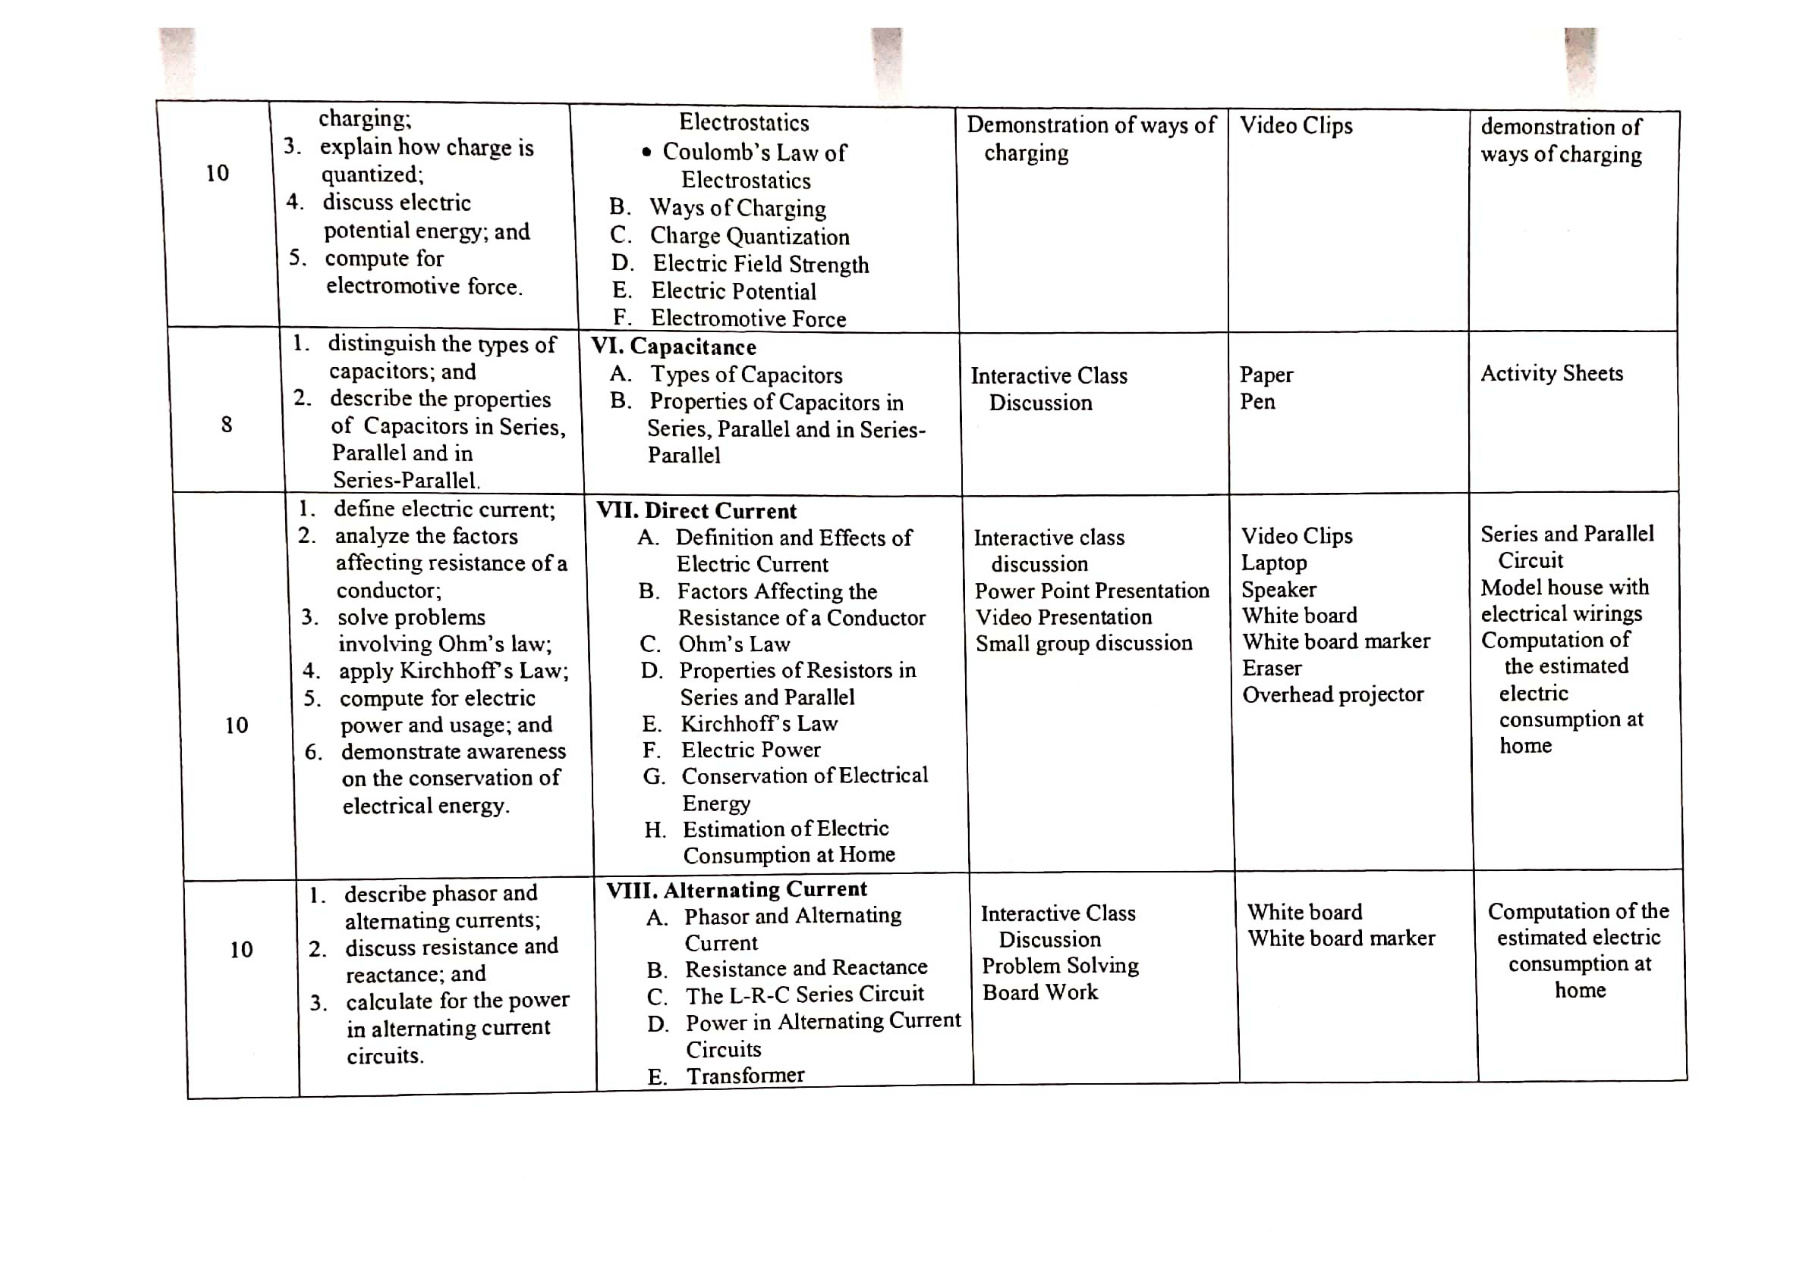 10
charging;
3. explain how charge is
quantized;
4. discuss electric
potential energy; and
5. compute for
electromotive force.
Electrostatics
• Coulomb's Law of
Electrostatics
B. Ways of Charging
C. Charge Quantization
D. Electric Field Strength
E. Electric Potential
F. Electromotive Force
Demonstration of ways of
charging
Video Clips
demonstration of
ways of charging
8
1. distinguish the types of
capacitors; and
2. describe the properties
of Capacitors in Series,
Parallel and in
Series-Parallel.
VI. Capacitance
A. Types of Capacitors
B. Properties of Capacitors in
Series, Parallel and in Series-
Parallel
Interactive Class
Discussion
Paper
Pen
Activity Sheets
10
1. define electric current;
2. analyze the factors
affecting resistance of a
conductor;
3. solve problems
involving Ohm's law;
4. apply Kirchhoff's Law;
5. compute for electric
power and usage; and
6. demonstrate awareness
on the conservation of
electrical energy.
VII. Direct Current
A. Definition and Effects of
Electric Current
B. Factors Affecting the
Resistance of a Conductor
C. Ohm's Law
D. Properties of Resistors in
Series and Parallel
E. Kirchhoff's Law
F. Electric Power
G. Conservation of Electrical
Energy
H. Estimation of Electric
Consumption at Home
Interactive class
discussion
Power Point Presentation
Video Presentation
Small group discussion
Video Clips
Laptop
Speaker
White board
White board marker
Eraser
Overhead projector
Series and Parallel
Circuit
Model house with
electrical wirings
Computation of
the estimated
electric
consumption at
home
10
1. describe phasor and
alternating currents;
2. discuss resistance and
reactance; and
3. calculate for the power
in alternating current
circuits.
VIII. Alternating Current
A. Phasor and Alternating
Current
B. Resistance and Reactance
C. The L-R-C Series Circuit
D. Power in Alternating Current
Circuits
E. Transformer
Interactive Class
Discussion
Problem Solving
Board Work
White board
White board marker
Computation of the
estimated electric
consumption at
home